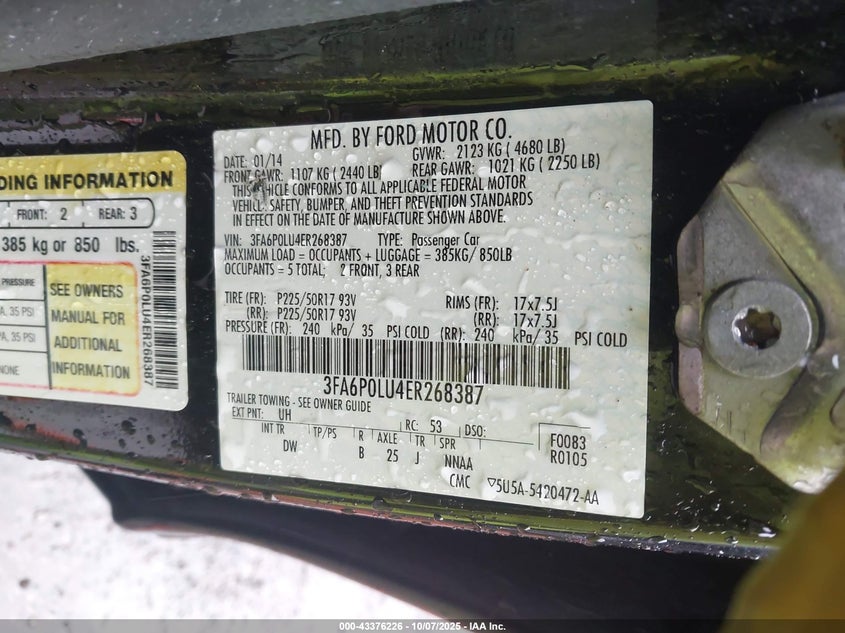 DING INFORMATION
FRONT: 2 REAR: 3
385 kg or 850 lbs.
PRESSURE
A, 35 PSI
PA, 35 PSI
NONE
SEE OWNERS
MANUAL FOR
ADDITIONAL
INFORMATION
3FA6P0LU4ER268387
MFD. BY FORD MOTOR CO.
DATE: 01/14 GVWR: 2123 KG ( 4680 LB)
FRONT GAWR: 1107 KG ( 2440 LB) REAR GAWR: 1021 KG ( 2250 LB)
THIS VEHICLE CONFORMS TO ALL APPLICABLE FEDERAL MOTOR
VEHICLE SAFETY, BUMPER, AND THEFT PREVENTION STANDARDS
IN EFFECT ON THE DATE OF MANUFACTURE SHOWN ABOVE.
VIN: 3FA6P0LU4ER268387 TYPE: Passenger Car
MAXIMUM LOAD = OCCUPANTS + LUGGAGE = 385KG/ 850LB
OCCUPANTS = 5 TOTAL; 2 FRONT, 3 REAR
TIRE (FR): P225/50R17 93V RIMS (FR): 17x7.5J
(RR): P225/50R17 93V (RR): 17x7.5J
PRESSURE (FR): 240 kPa/ 35 PSI COLD (RR): 240 kPa/ 35 PSI COLD
3FA6P0LU4ER268387
TRAILER TOWING - SEE OWNER GUIDE
EXT PNT: UH RC: 53 DSO: F0083
INT TR TP/PS R AXLE TR SPR R0105
DW B 25 J NNAA
CMC ▽5U5A-5420472-AA
000-43376226 - 10/07/2025 - IAA Inc.